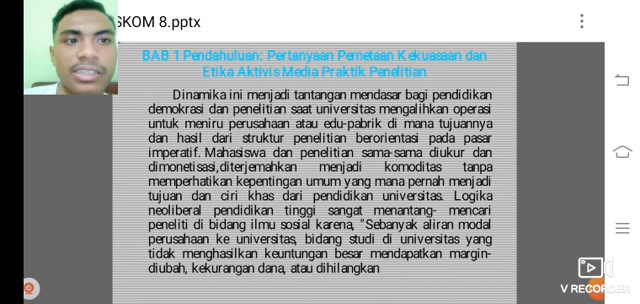 SKOM 8.pptx
BAB 1 Pendahuluan: Pertanyaan Pemetaan Kekuasaan dan
Etika Aktivis Media Praktik Penelitian
Dinamika ini menjadi tantangan mendasar bagi pendidikan
demokrasi dan penelitian saat universitas mengalihkan operasi
untuk meniru perusahaan atau edu-pabrik di mana tujuannya
dan hasil dari struktur penelitian berorientasi pada pasar
imperatif. Mahasiswa dan penelitian sama-sama diukur dan
dimonetisasi,diterjemahkan menjadi komoditas tanpa
memperhatikan kepentingan umum yang mana pernah menjadi
tujuan dan ciri khas dari pendidikan universitas. Logika
neoliberal pendidikan tinggi sangat menantang- mencari
peneliti di bidang ilmu sosial karena, "Sebanyak aliran modal
perusahaan ke universitas, bidang studi di universitas yang
tidak menghasilkan keuntungan besar mendapatkan margin-
diubah, kekurangan dana, atau dihilangkan
V RECORDER